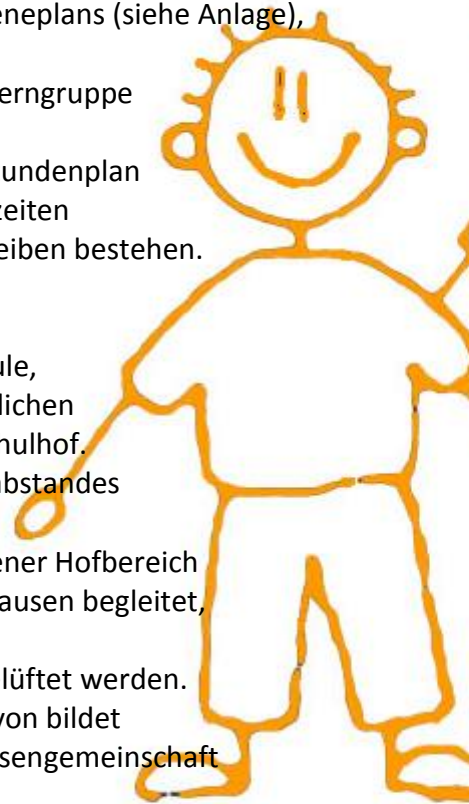 eneplans (siehe Anlage),
erngruppe
undenplan
zeiten
eiben bestehen.
ule,
lichen
hulhof.
abstandes
ener Hofbereich
ausen begleitet,
lüftet werden.
von bildet
sengemeinschaft